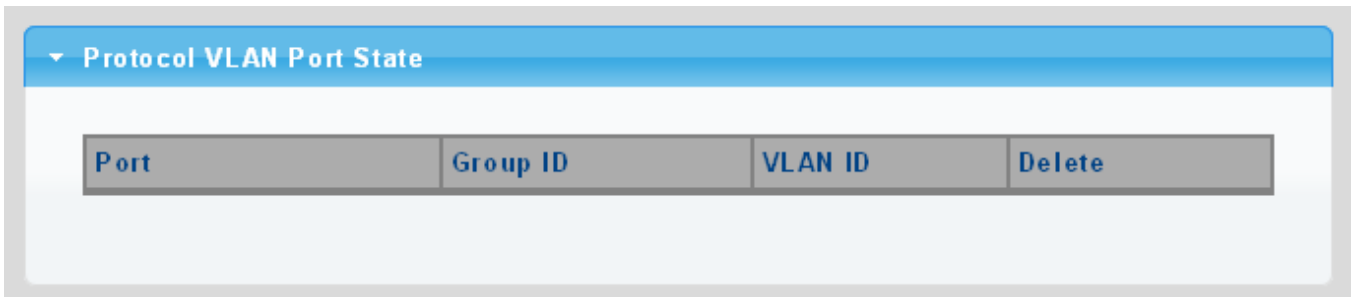 Protocol VLAN Port State
Port Group ID VLAN ID Delete